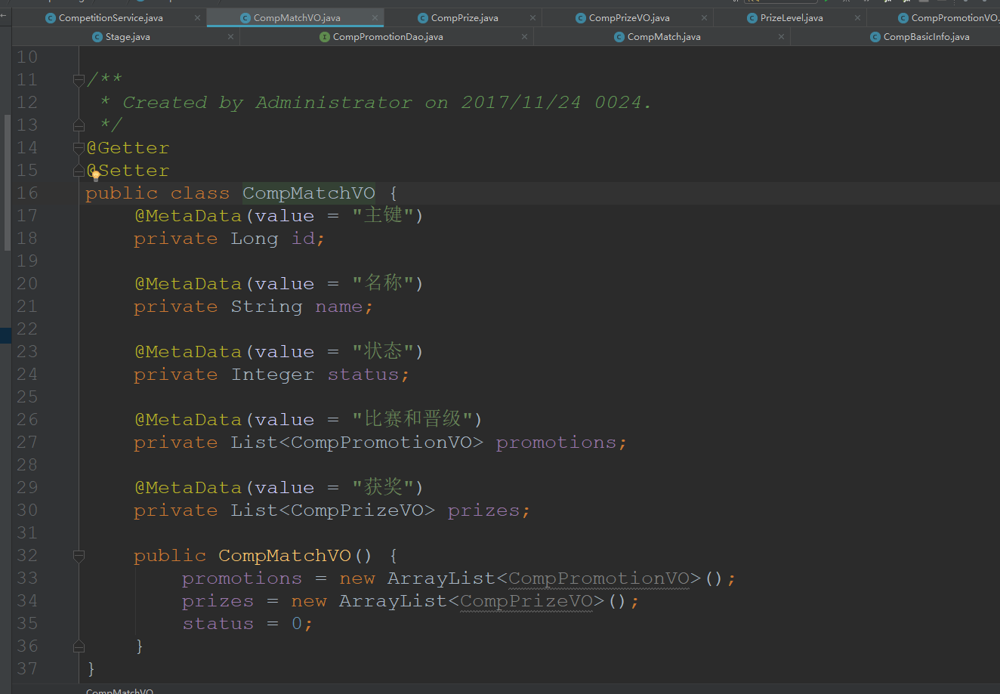 CompetitionService.java
CompMatchVO.java
CompPrize.java
CompPrizeVO.java
PrizeLevel.java
CompPromotionVO.
Stage.java
CompPromotionDao.java
CompMatch.java
CompBasicInfo.java
10
11 /**
12 * Created by Administrator on 2017/11/24 0024.
13 */
14 @Getter
15 @Setter
16 public class CompMatchVO {
17 @MetaData(value = "主键")
18 private Long id;
19
20 @MetaData(value = "名称")
21 private String name;
22
23 @MetaData(value = "状态")
24 private Integer status;
25
26 @MetaData(value = "比赛和晋级")
27 private List<CompPromotionVO> promotions;
28
29 @MetaData(value = "获奖")
30 private List<CompPrizeVO> prizes;
31
32 public CompMatchVO() {
33 promotions = new ArrayList<CompPromotionVO>();
34 prizes = new ArrayList<CompPrizeVO>();
35 status = 0;
36 }
37 }
CompMatchVO